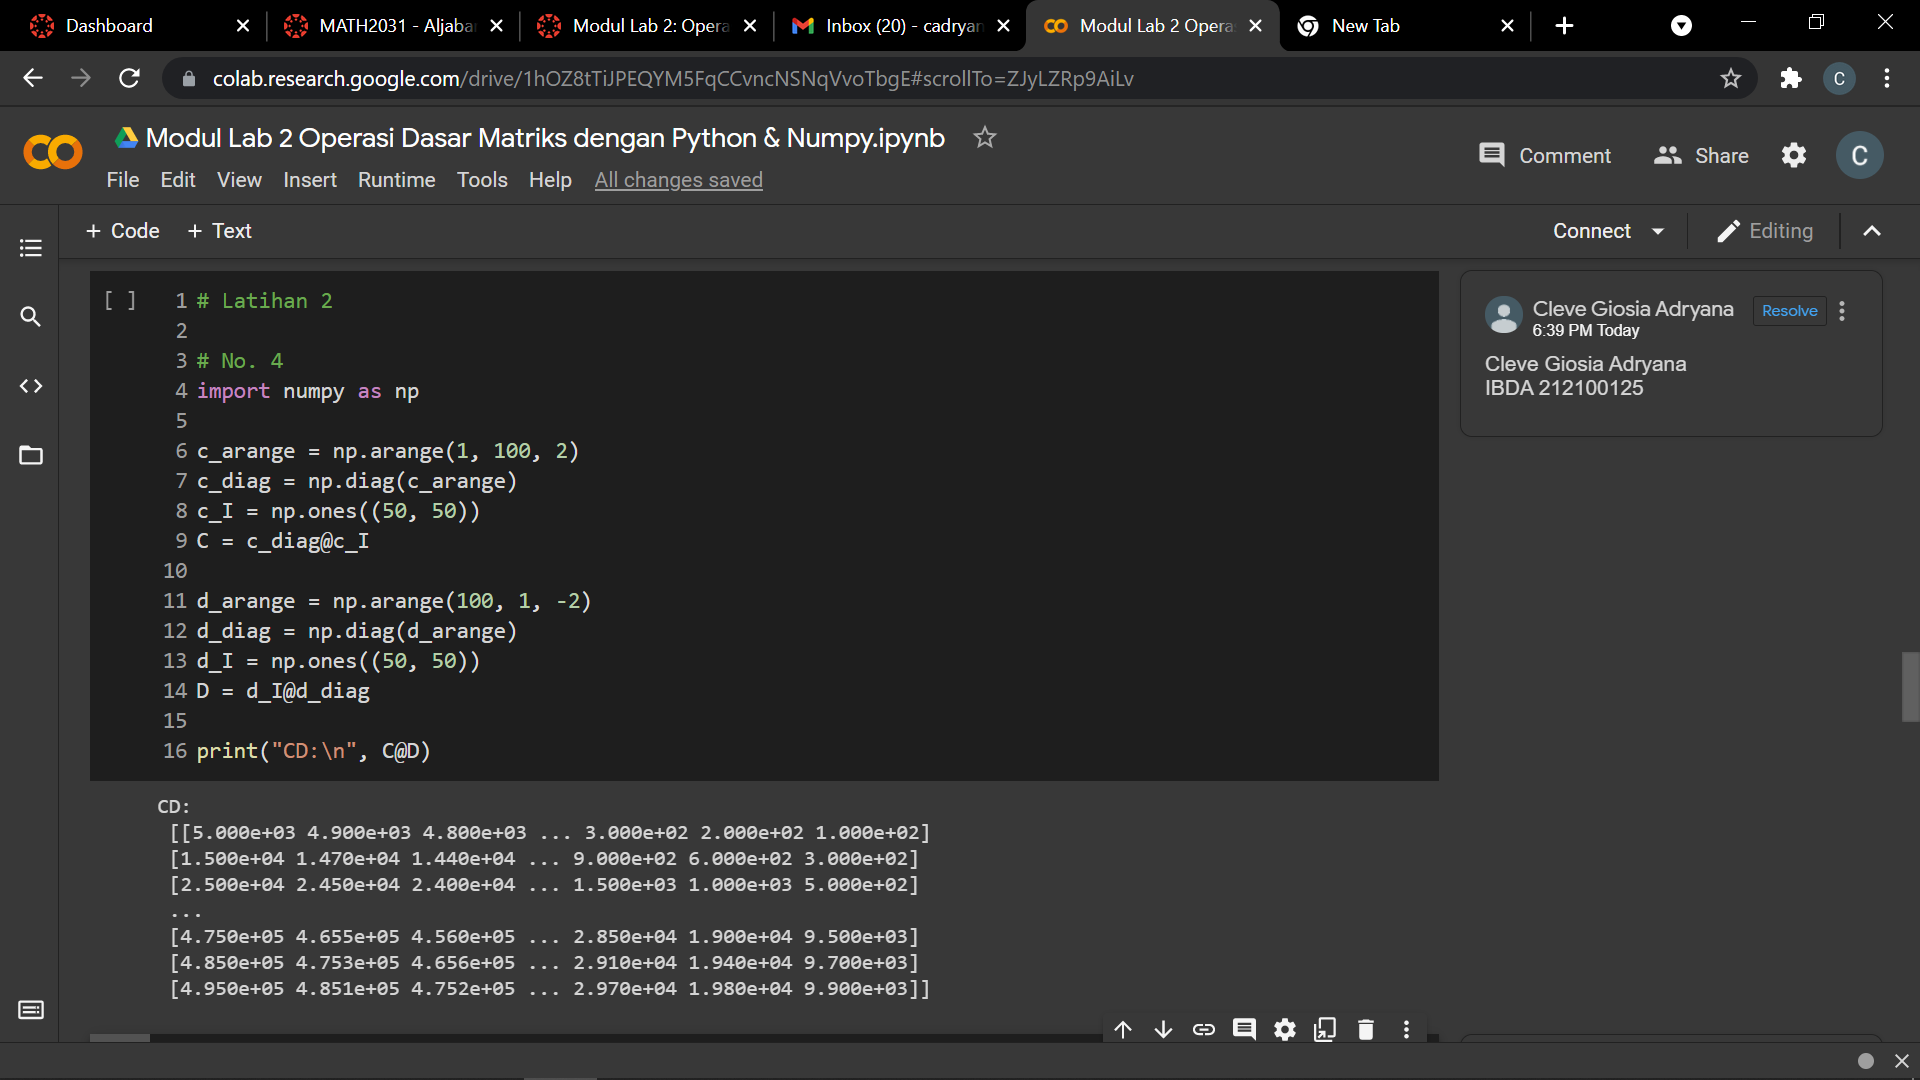 Dashboard
MATH2031 - Aljaba
Modul Lab 2: Opera
Inbox (20) - cadryan
Modul Lab 2 Opera
New Tab
colab.research.google.com/drive/1hOZ8tTiJPEQYM5FqCCvncNSNqVvoTbgE#scrollTo=ZJyLZRp9AiLv
C
Modul Lab 2 Operasi Dasar Matriks dengan Python & Numpy.ipynb
Comment
Share
C
File Edit View Insert Runtime Tools Help All changes saved
+ Code + Text
Connect
Editing
[ ]
1 # Latihan 2
2
3 # No. 4
4 import numpy as np
5
6 c_arange = np.arange(1, 100, 2)
7 c_diag = np.diag(c_arange)
8 c_I = np.ones((50, 50))
9 C = c_diag@c_I
10
11 d_arange = np.arange(100, 1, -2)
12 d_diag = np.diag(d_arange)
13 d_I = np.ones((50, 50))
14 D = d_I@d_diag
15
16 print("CD:\n", C@D)
CD:
[[5.000e+03 4.900e+03 4.800e+03 ... 3.000e+02 2.000e+02 1.000e+02]
[1.500e+04 1.470e+04 1.440e+04 ... 9.000e+02 6.000e+02 3.000e+02]
[2.500e+04 2.450e+04 2.400e+04 ... 1.500e+03 1.000e+03 5.000e+02]
...
[4.750e+05 4.655e+05 4.560e+05 ... 2.850e+04 1.900e+04 9.500e+03]
[4.850e+05 4.753e+05 4.656e+05 ... 2.910e+04 1.940e+04 9.700e+03]
[4.950e+05 4.851e+05 4.752e+05 ... 2.970e+04 1.980e+04 9.900e+03]]
Cleve Giosia Adryana
Resolve
6:39 PM Today
Cleve Giosia Adryana
IBDA 212100125